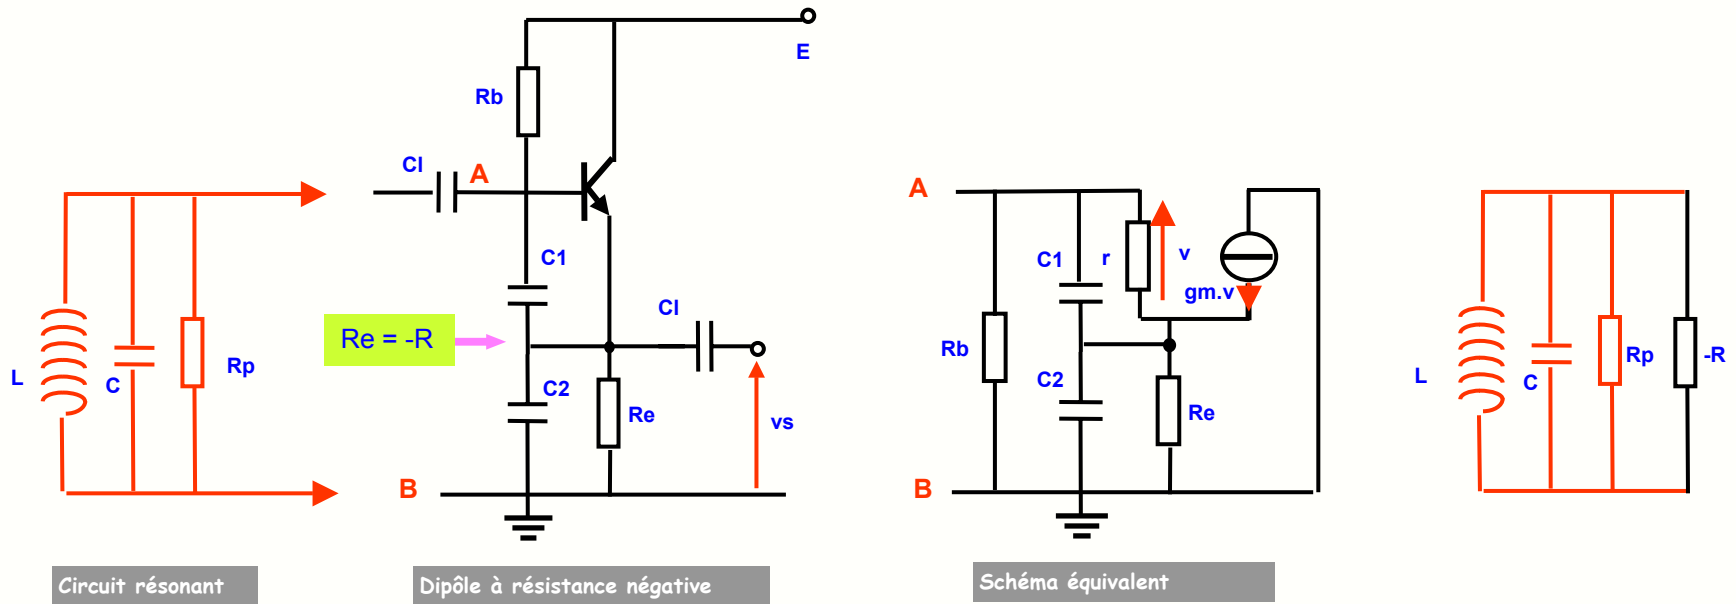 E
Rb
Cl
A
C1
Cl
Re = -R
C2
Re
vs
B
L
C
Rp
A
C1
r
v
gm.v
Rb
C2
Re
B
L
C
Rp
-R
Circuit résonant
Dipôle à résistance négative
Schéma équivalent